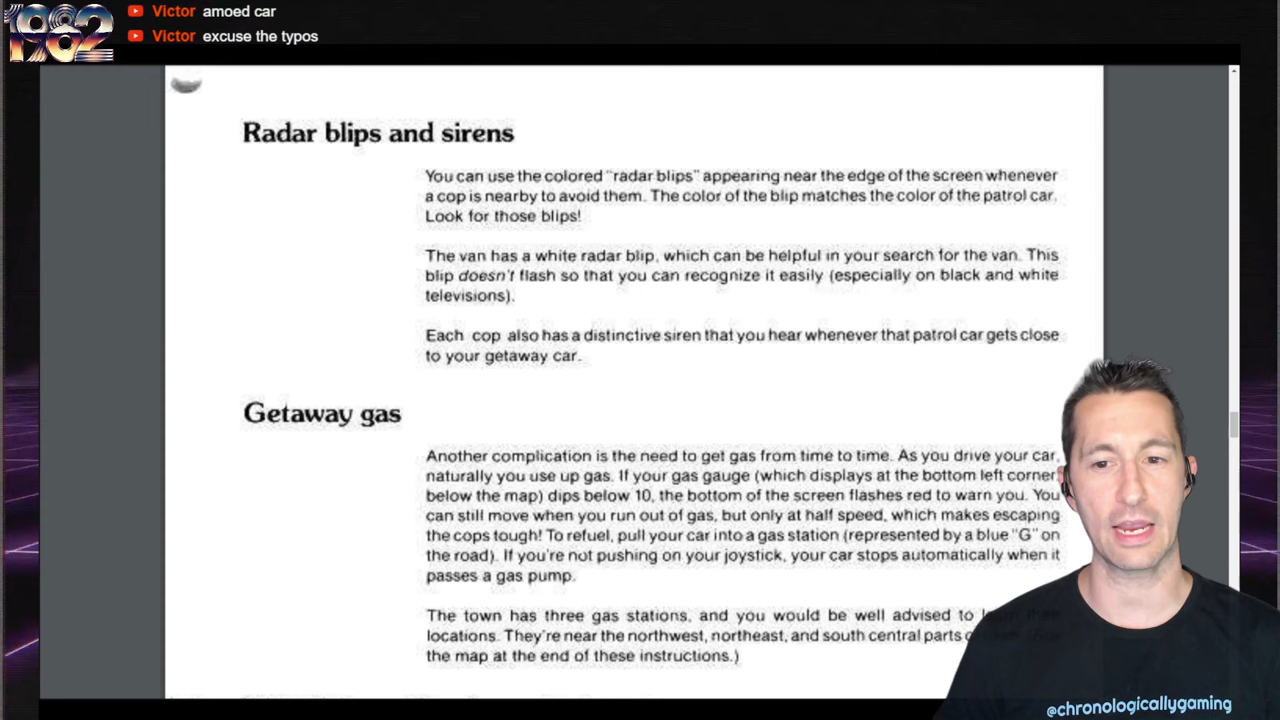 1982
Victor amoed car
Victor excuse the typos
Radar blips and sirens
You can use the colored "radar blips" appearing near the edge of the screen whenever
a cop is nearby to avoid them. The color of the blip matches the color of the patrol car.
Look for those blips!
The van has a white radar blip, which can be helpful in your search for the van. This
blip doesn't flash so that you can recognize it easily (especially on black and white
televisions).
Each cop also has a distinctive siren that you hear whenever that patrol car gets close
to your getaway car.
Getaway gas
Another complication is the need to get gas from time to time. As you drive your car,
naturally you use up gas. If your gas gauge (which displays at the bottom left corner
below the map) dips below 10, the bottom of the screen flashes red to warn you. You
can still move when you run out of gas, but only at half speed, which makes escaping
the cops tough! To refuel, pull your car into a gas station (represented by a blue "G" on
the road). If you're not pushing on your joystick, your car stops automatically when it
passes a gas pump.
The town has three gas stations, and you would be well advised to
locations. They're near the northwest, northeast, and south central parts
the map at the end of these instructions.)
@chronologicallygaming